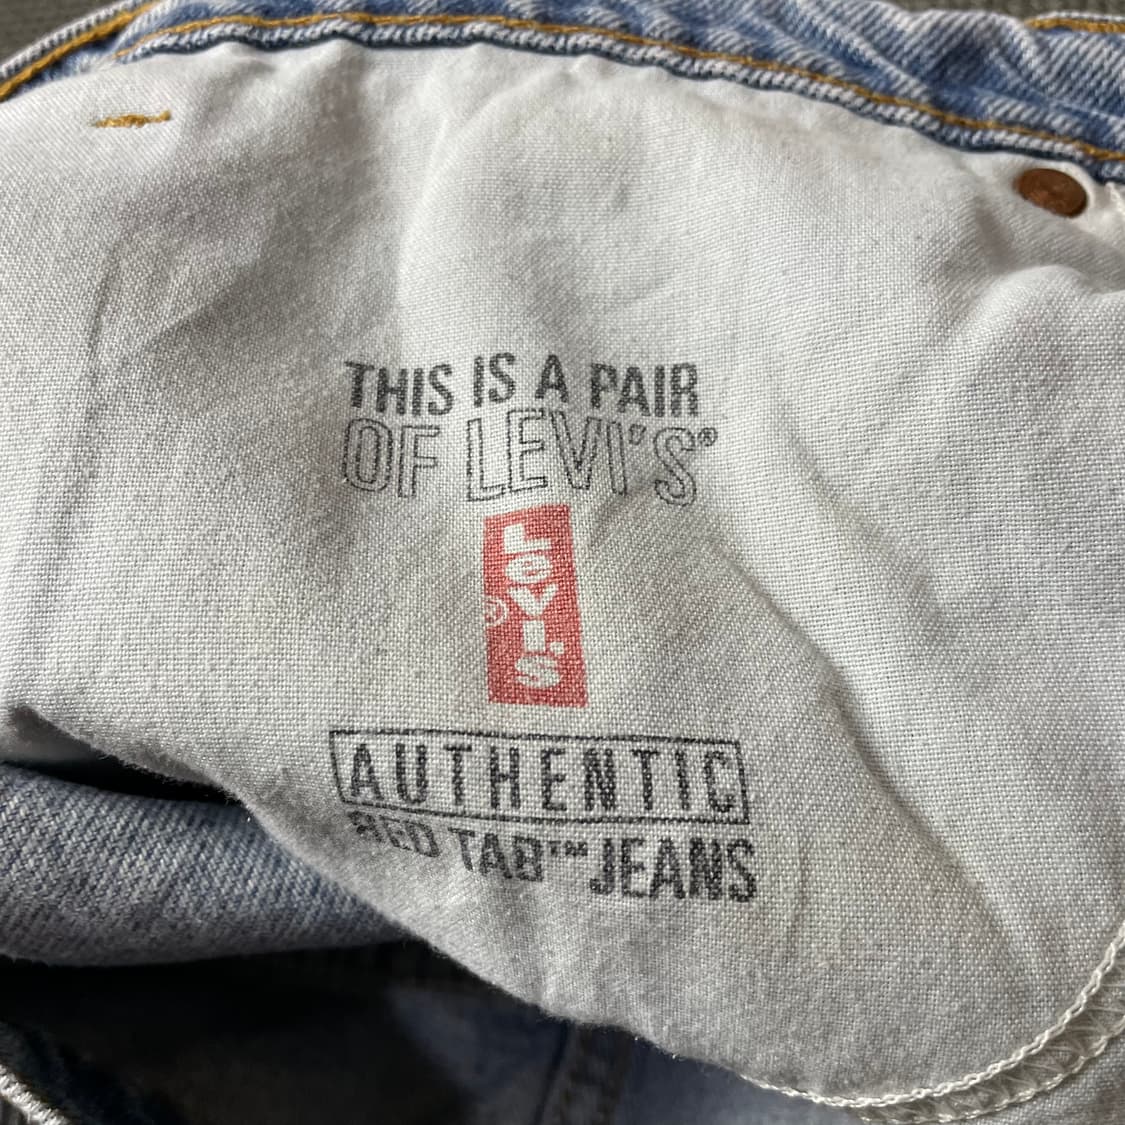 THIS IS A PAIR
OF LEVI'S®
LeVI.S
®
AUTHENTIC
RED TAB™ JEANS